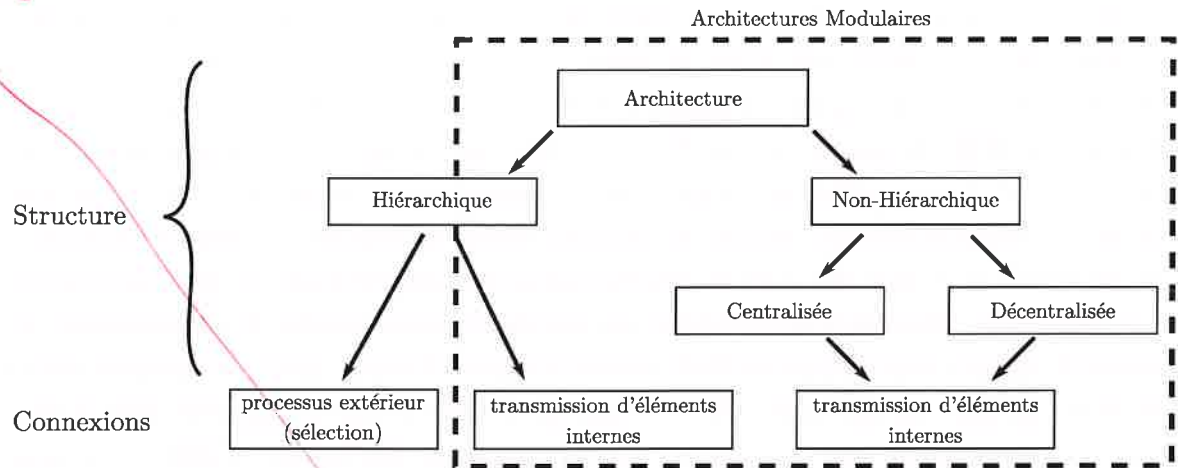 Architectures Modulaires
Architecture
Hiérarchique
Non-Hiérarchique
Structure
Centralisée
Décentralisée
Connexions
processus extérieur
(sélection)
transmission d'éléments
internes
transmission d'éléments
internes